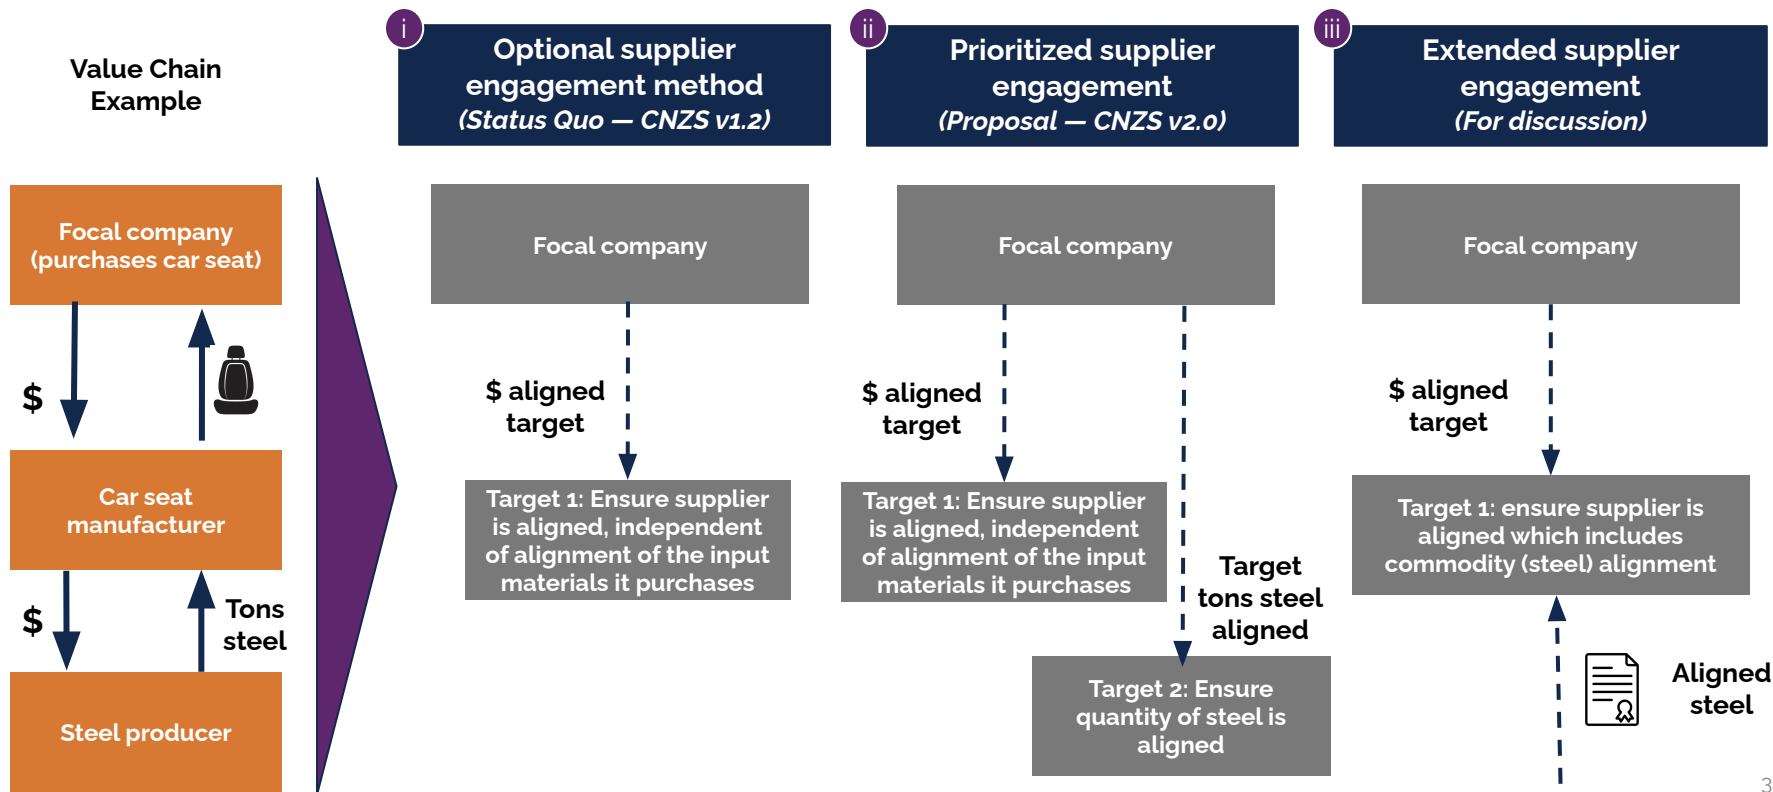 Value Chain
Example
Focal company
(purchases car seat)
$
Car seat
manufacturer
$
Tons
steel
Steel producer
i
Optional supplier
engagement method
(Status Quo — CNZS v1.2)
Focal company
$ aligned
target
Target 1: Ensure supplier
is aligned, independent
of alignment of the input
materials it purchases
ii
Prioritized supplier
engagement
(Proposal — CNZS v2.0)
Focal company
$ aligned
target
Target 1: Ensure supplier
is aligned, independent
of alignment of the input
materials it purchases
Target
tons steel
aligned
Target 2: Ensure
quantity of steel is
aligned
iii
Extended supplier
engagement
(For discussion)
Focal company
$ aligned
target
Target 1: ensure supplier is
aligned which includes
commodity (steel) alignment
Aligned
steel
3